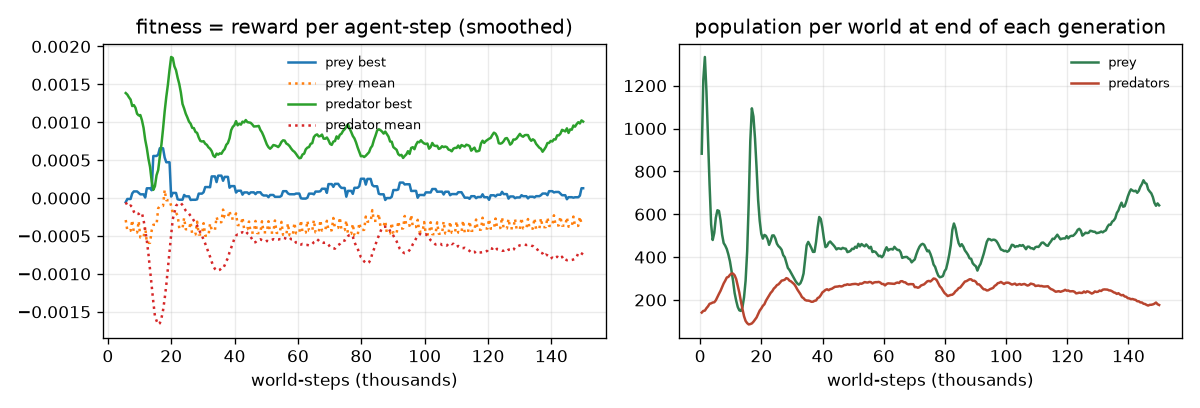 fitness = reward per agent-step (smoothed)
0.0020
0.0015
0.0010
0.0005
0.0000
−0.0005
−0.0010
−0.0015
prey best
prey mean
predator best
predator mean
0 20 40 60 80 100 120 140
world-steps (thousands)
population per world at end of each generation
1200
1000
800
600
400
200
prey
predators
0 20 40 60 80 100 120 140
world-steps (thousands)